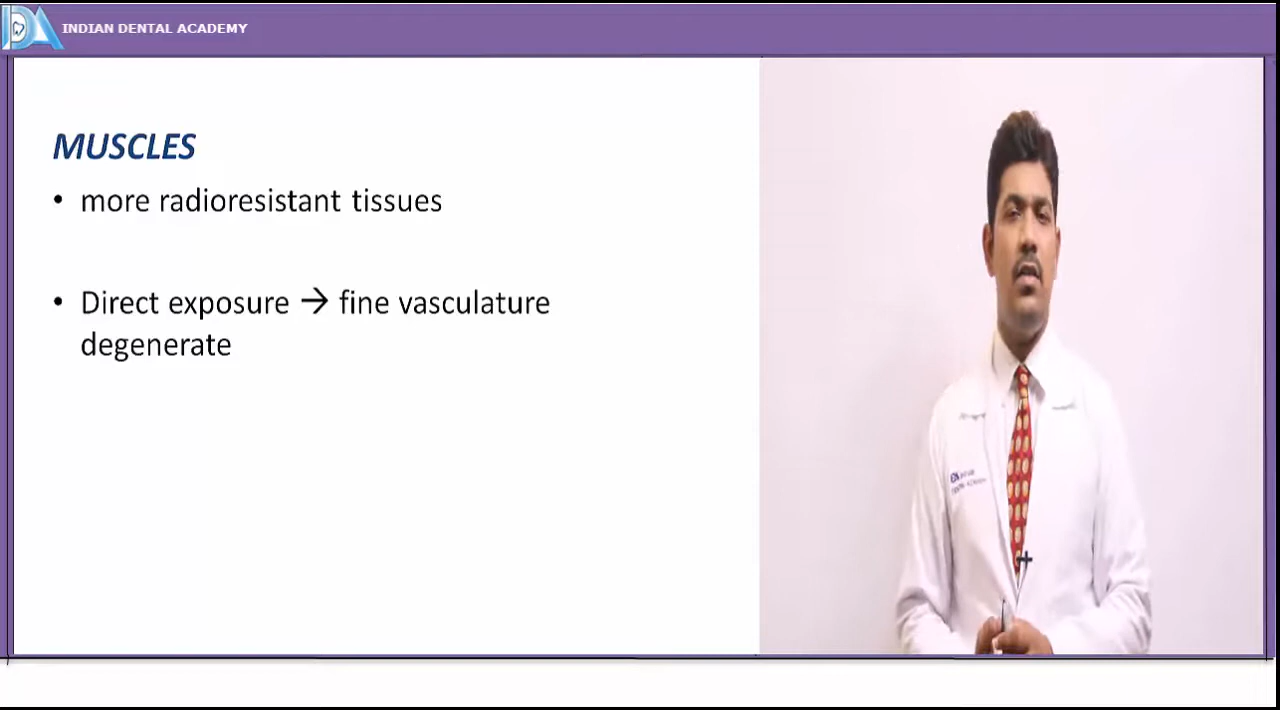 INDIAN DENTAL ACADEMY
MUSCLES
• more radioresistant tissues
• Direct exposure → fine vasculature
degenerate